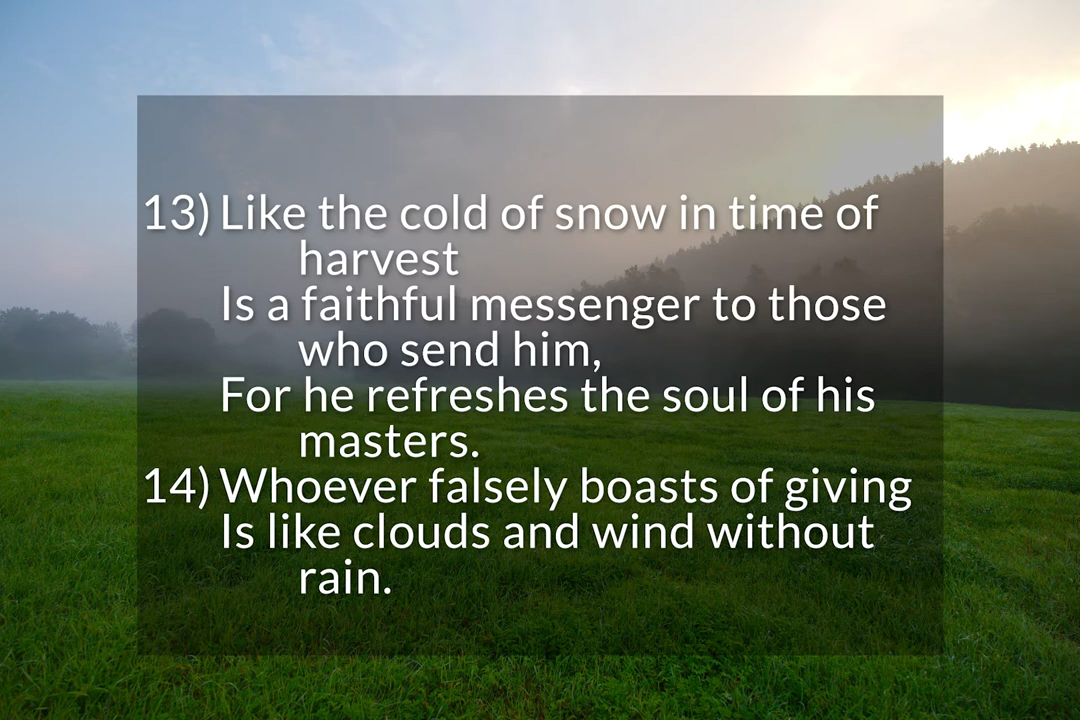 13) Like the cold of snow in time of
harvest
Is a faithful messenger to those
who send him,
For he refreshes the soul of his
masters.
14) Whoever falsely boasts of giving
Is like clouds and wind without
rain.